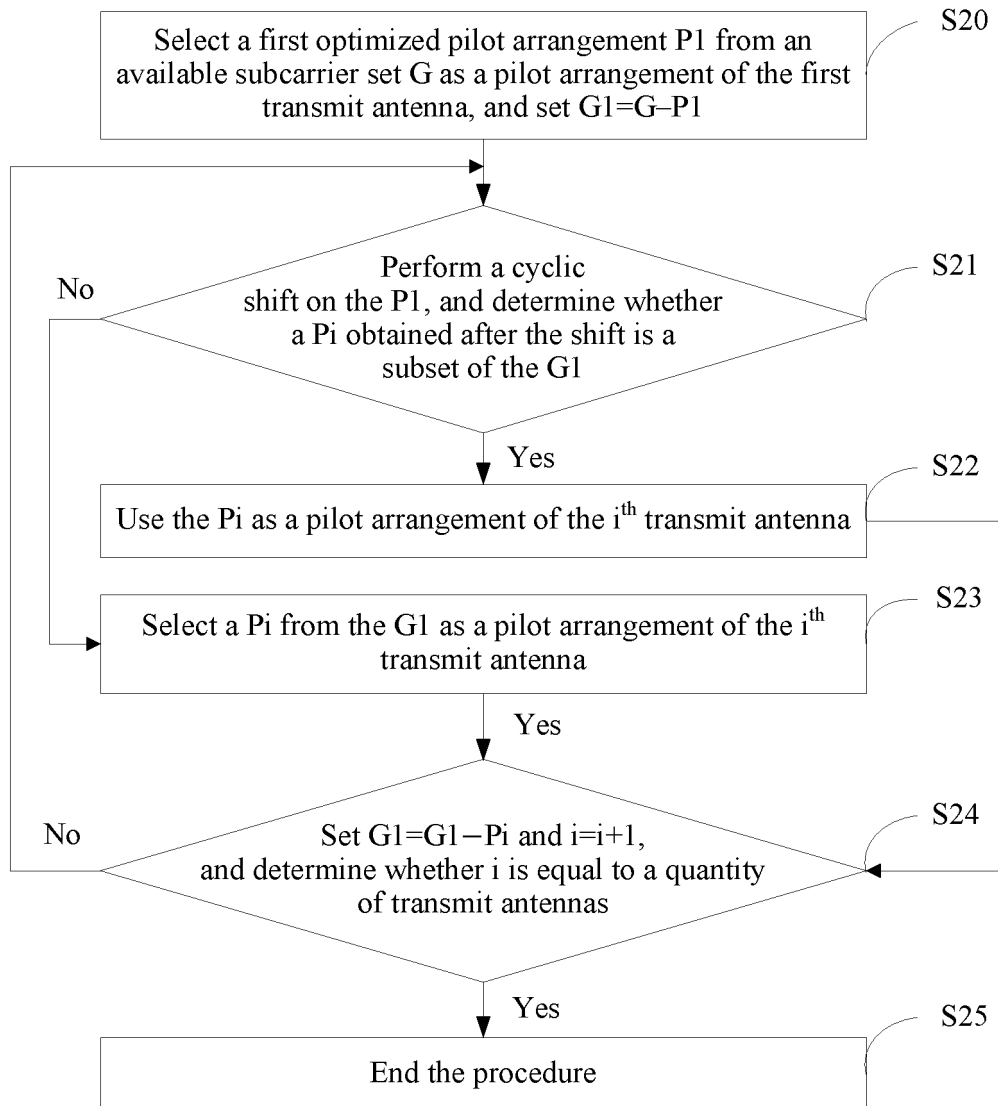 S20
Select a first optimized pilot arrangement P1 from an
available subcarrier set G as a pilot arrangement of the first
transmit antenna, and set G1=G–P1
S21
No
Perform a cyclic
shift on the P1, and determine whether
a Pi obtained after the shift is a
subset of the G1
Yes
S22
Use the Pi as a pilot arrangement of the ith transmit antenna
S23
Select a Pi from the G1 as a pilot arrangement of the ith
transmit antenna
Yes
S24
No
Set G1=G1−Pi and i=i+1,
and determine whether i is equal to a quantity
of transmit antennas
Yes
S25
End the procedure